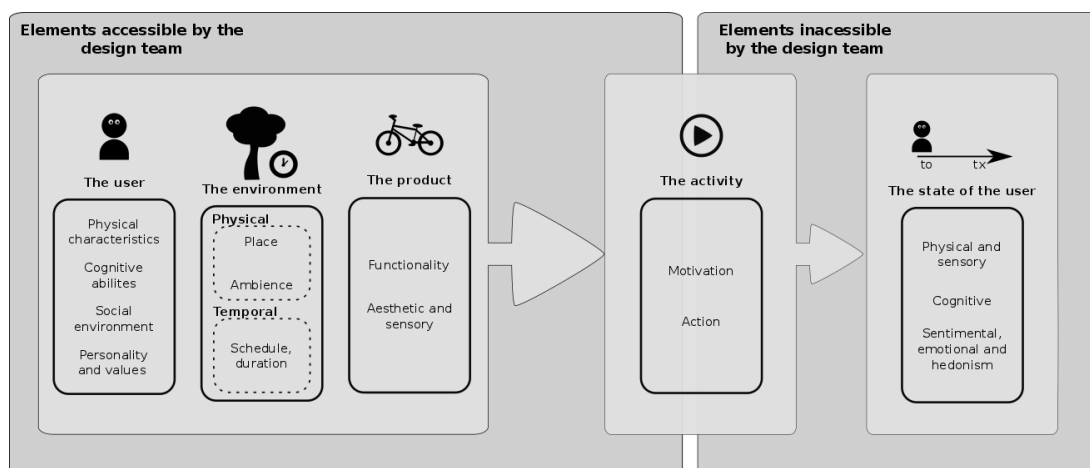 Elements accessible by the
design team
Elements inacessible
by the design team
The user
Physical
characteristics
Cognitive
abilites
Social
environment
Personality
and values
The environment
Physical
Place
Ambience
Temporal
Schedule,
duration
The product
Functionality
Aesthetic and
sensory
The activity
Motivation
Action
to tx
The state of the user
Physical and
sensory
Cognitive
Sentimental,
emotional and
hedonism